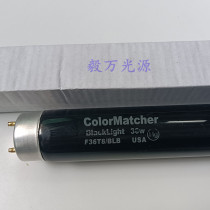 毅万光源
ColorMatcher
BlackLight 30w
F36T8/BLB USA